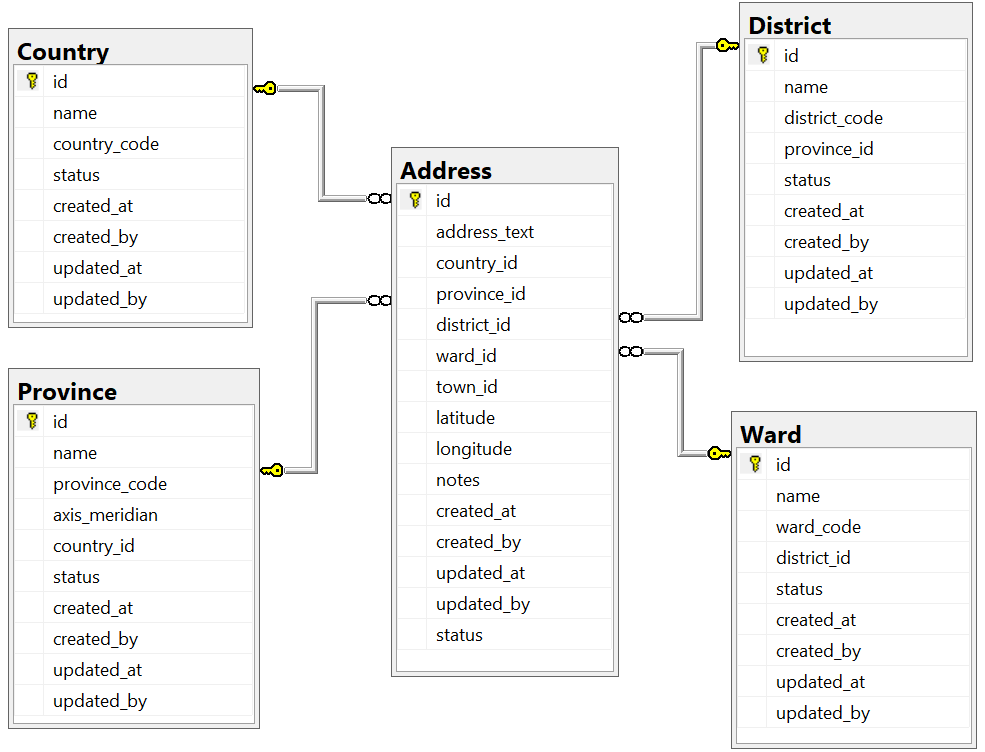 Country
id
name
country_code
status
created_at
created_by
updated_at
updated_by
Province
id
name
province_code
axis_meridian
country_id
status
created_at
created_by
updated_at
updated_by
Address
id
address_text
country_id
province_id
district_id
ward_id
town_id
latitude
longitude
notes
created_at
created_by
updated_at
updated_by
status
District
id
name
district_code
province_id
status
created_at
created_by
updated_at
updated_by
Ward
id
name
ward_code
district_id
status
created_at
created_by
updated_at
updated_by